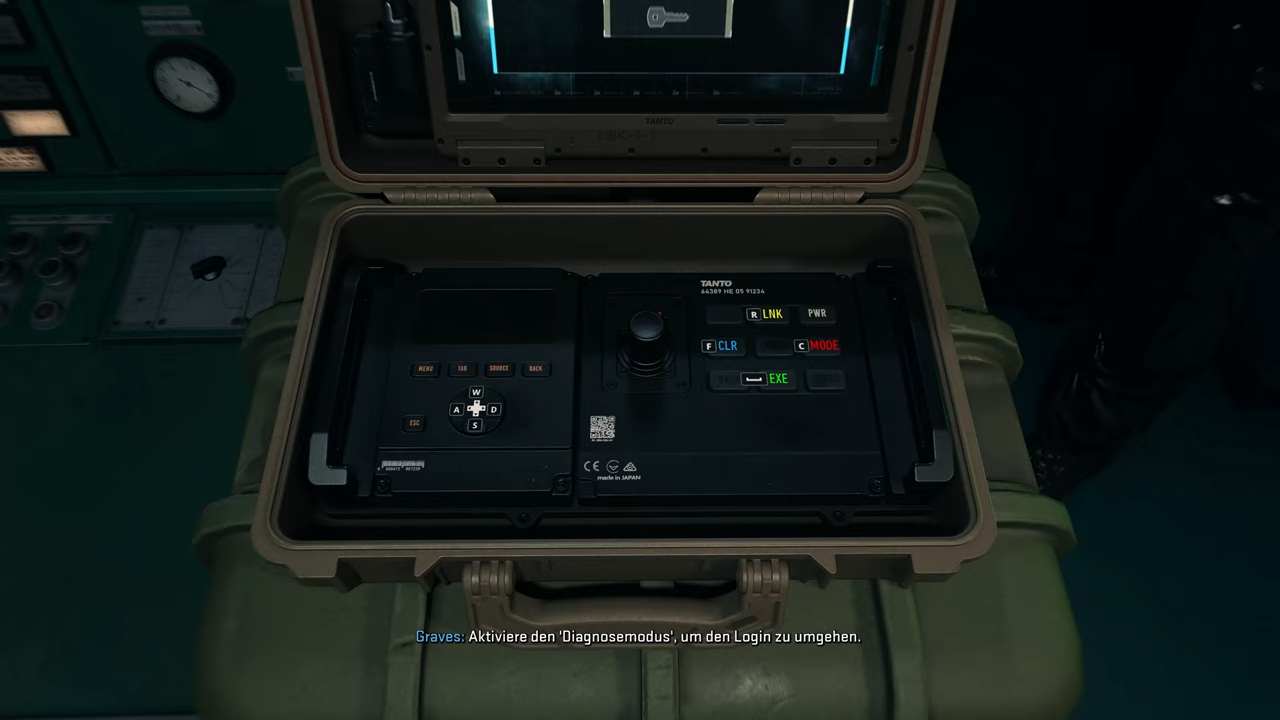 TANTO
TANTO
64389 HE 05 91234
R LNK PWR
F CLR C MODE
EXE
MENU TAB SOURCE BACK
W
A D
S
ESC
CE
made in JAPAN
Graves: Aktiviere den 'Diagnosemodus', um den Login zu umgehen.